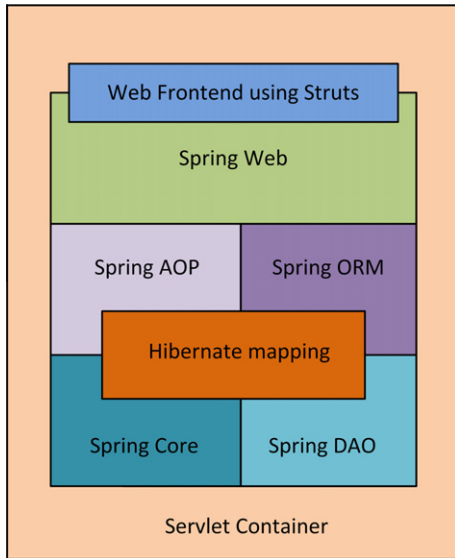 Web Frontend using Struts
Spring Web
Spring AOP
Spring ORM
Hibernate mapping
Spring Core
Spring DAO
Servlet Container